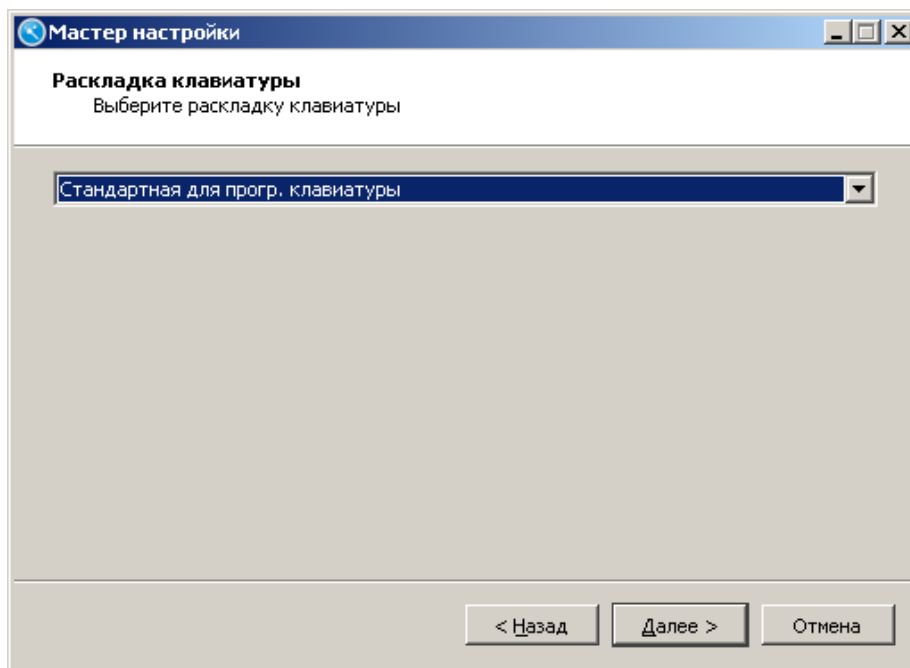 Мастер настройки
Раскладка клавиатуры
Выберите раскладку клавиатуры
Стандартная для прогр. клавиатуры
< Назад
Далее >
Отмена